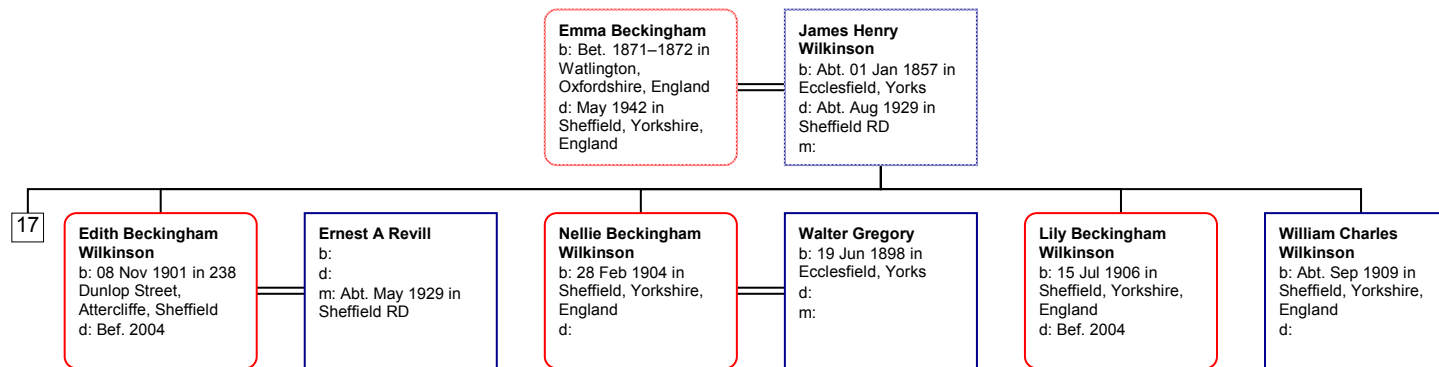 Emma Beckingham
b: Bet. 1871–1872 in
Watlington,
Oxfordshire, England
d: May 1942 in
Sheffield, Yorkshire,
England
James Henry
Wilkinson
b: Abt. 01 Jan 1857 in
Ecclesfield, Yorks
d: Abt. Aug 1929 in
Sheffield RD
m:
17
Edith Beckingham
Wilkinson
b: 08 Nov 1901 in 238
Dunlop Street,
Attercliffe, Sheffield
d: Bef. 2004
Ernest A Revill
b:
d:
m: Abt. May 1929 in
Sheffield RD
Nellie Beckingham
Wilkinson
b: 28 Feb 1904 in
Sheffield, Yorkshire,
England
d:
Walter Gregory
b: 19 Jun 1898 in
Ecclesfield, Yorks
d:
m:
Lily Beckingham
Wilkinson
b: 15 Jul 1906 in
Sheffield, Yorkshire,
England
d: Bef. 2004
William Charles
Wilkinson
b: Abt. Sep 1909 in
Sheffield, Yorkshire,
England
d: